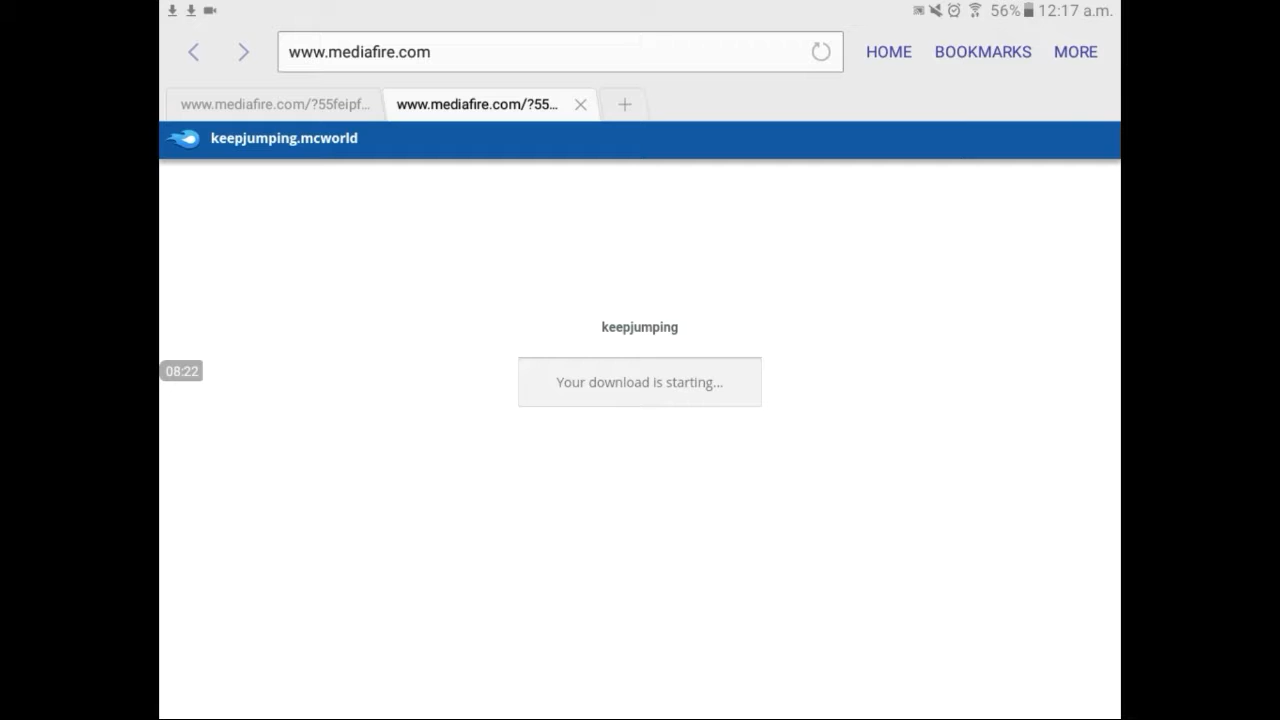 56% 12:17 a.m.
www.mediafire.com HOME BOOKMARKS MORE
www.mediafire.com/?55feipf... www.mediafire.com/?55...
keepjumping.mcworld
keepjumping
08:22
Your download is starting...